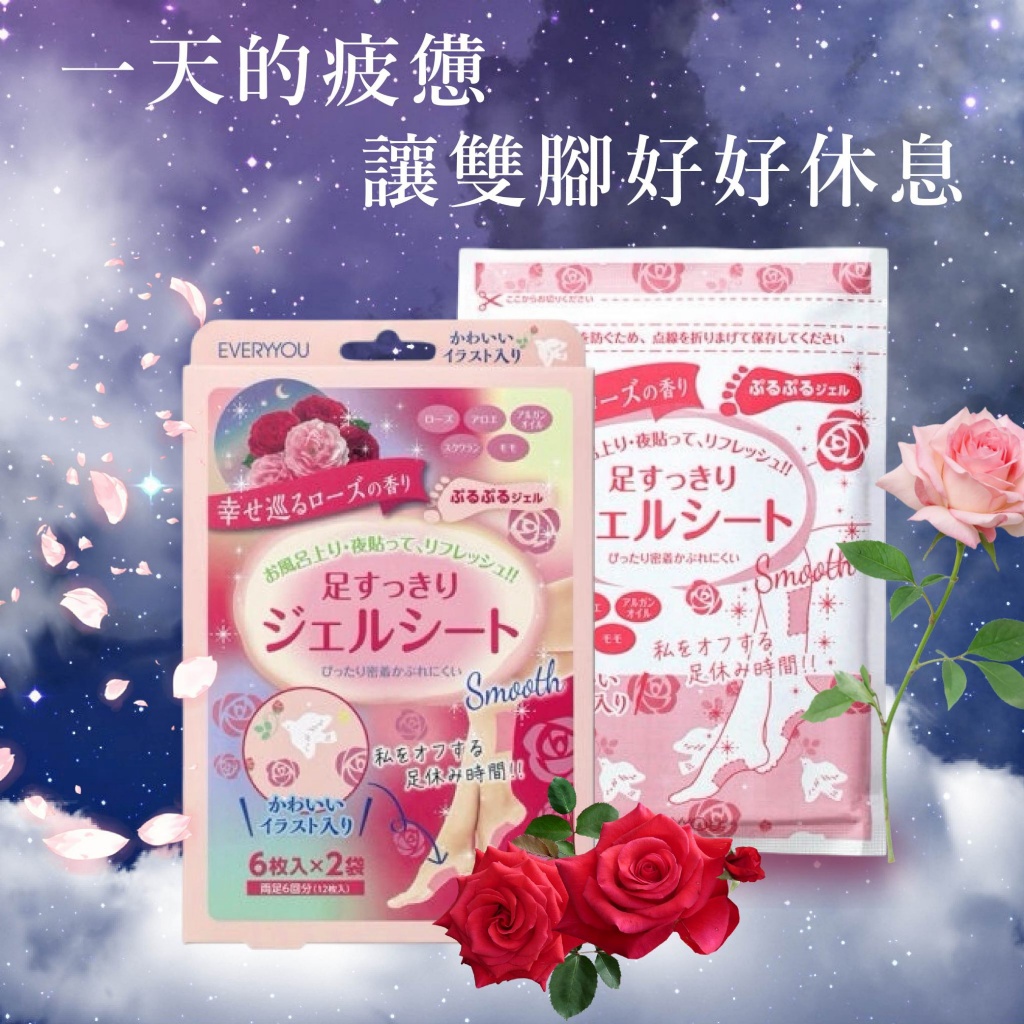 一天的疲憊
讓雙腳好好休息
EVERYYOU
かわいい
イラスト入り
ローズ
アロエ
アルガン
オイル
スクワラン
モモ
幸せ巡るローズの香り
ぷるぷるジェル
お風呂上り・夜貼って、リフレッシュ!!
足すっきり
ジェルシート
ぴったり密着かぶれにくい
Smooth
私をオフする
足休み時間!!
かわいい
イラスト入り
6枚入×2袋
両足6回分(12枚入)
ここからお切りください
を防ぐため、点線を折りまげて保存してください
ーズの香り
ぷるぷるジェル
上り・夜貼って、リフレッシュ!!
足すっきり
ェルシート
ぴったり密着かぶれにくい
Smooth
エ
アルガン
オイル
モモ
私をオフする
足休み時間!!
い
入り
YYOU